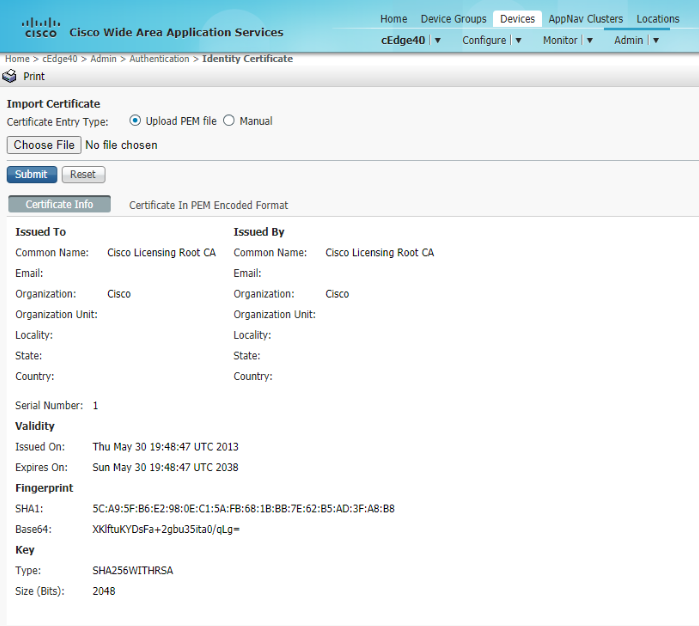 Home Device Groups Devices AppNav Clusters Locations
CISCO Cisco Wide Area Application Services
cEdge40 | ▼ Configure | ▼ Monitor | ▼ Admin | ▼
Home > cEdge40 > Admin > Authentication > Identity Certificate
Print
Import Certificate
Certificate Entry Type: Upload PEM file Manual
Choose File No file chosen
Submit Reset
Certificate Info Certificate In PEM Encoded Format
Issued To Issued By
Common Name: Cisco Licensing Root CA Common Name: Cisco Licensing Root CA
Email: Email:
Organization: Cisco Organization: Cisco
Organization Unit: Organization Unit:
Locality: Locality:
State: State:
Country: Country:
Serial Number: 1
Validity
Issued On: Thu May 30 19:48:47 UTC 2013
Expires On: Sun May 30 19:48:47 UTC 2038
Fingerprint
SHA1: 5C:A9:5F:B6:E2:98:0E:C1:5A:FB:68:1B:BB:7E:62:B5:AD:3F:A8:B8
Base64: XKlftuKYDsFa+2gbu35ita0/qLg=
Key
Type: SHA256WITHRSA
Size (Bits): 2048